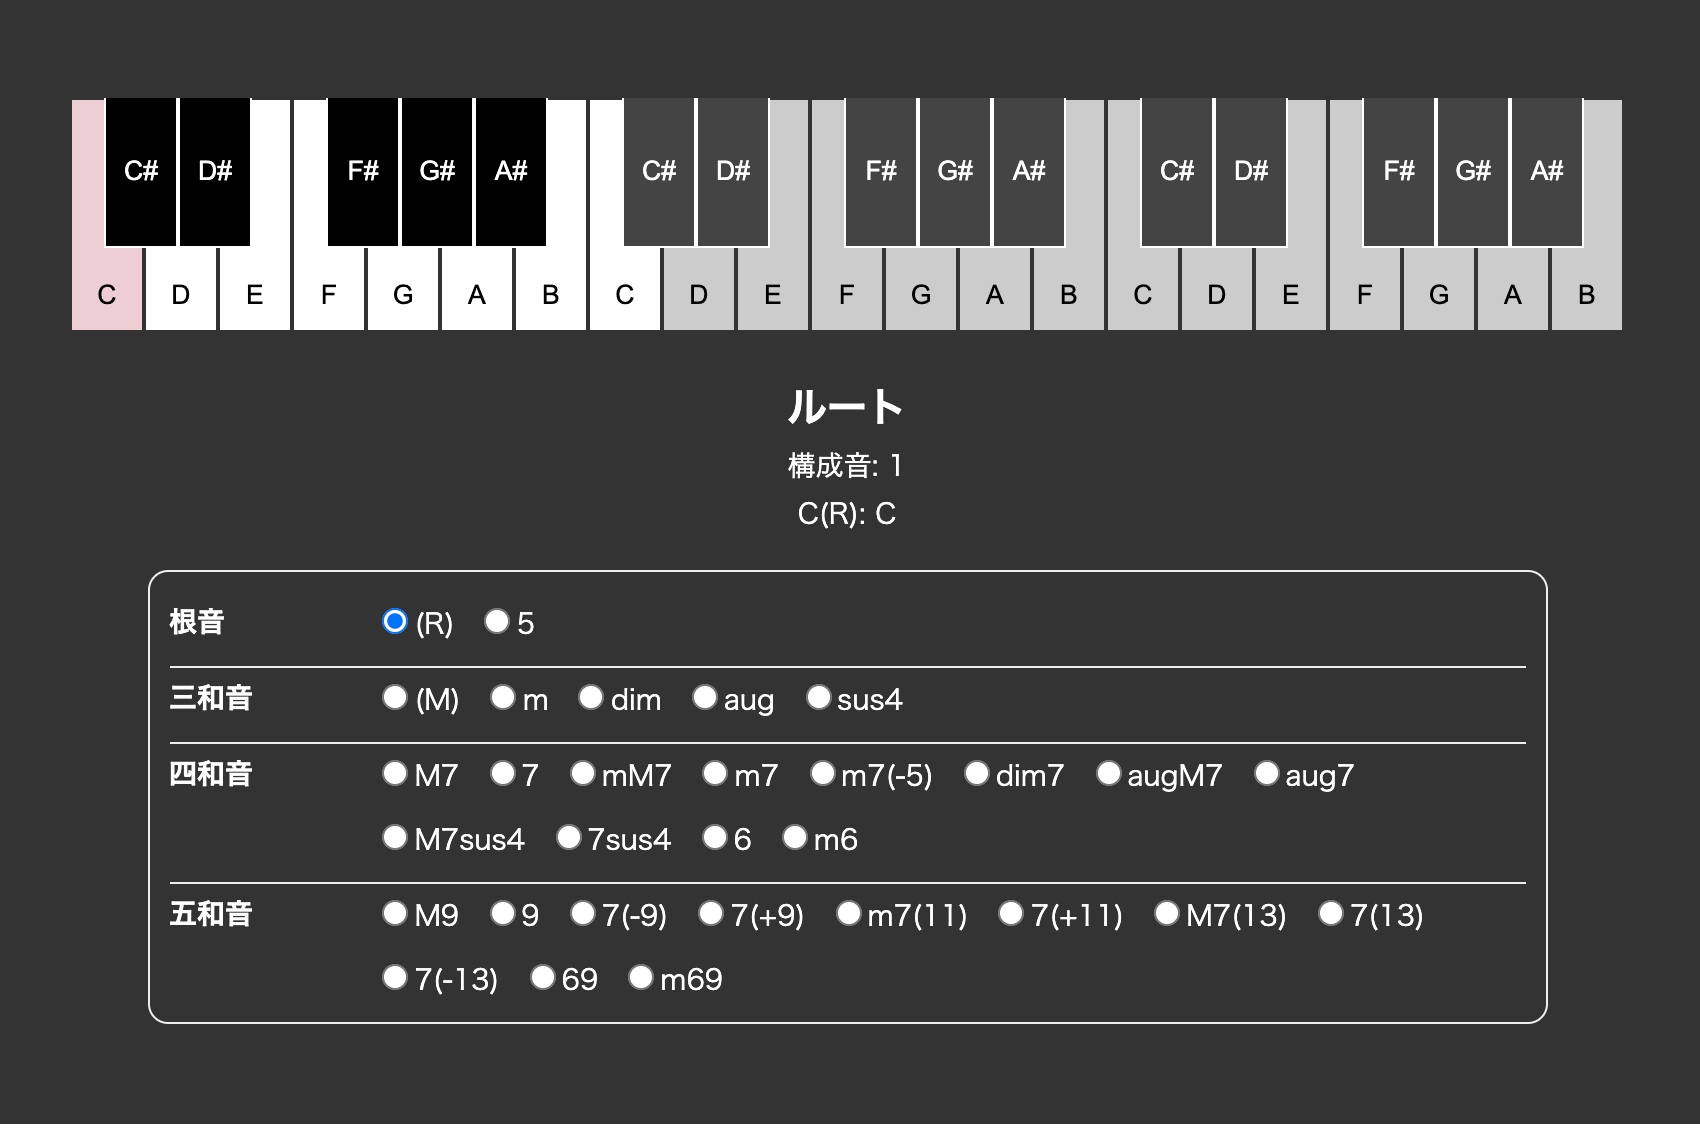 C# D# F# G# A# C# D# F# G# A# C# D# F# G# A#
C D E F G A B C D E F G A B C D E F G A B
ルート
構成音: 1
C(R): C
根音 (R) 5
三和音 (M) m dim aug sus4
四和音 M7 7 mM7 m7 m7(-5) dim7 augM7 aug7
M7sus4 7sus4 6 m6
五和音 M9 9 7(-9) 7(+9) m7(11) 7(+11) M7(13) 7(13)
7(-13) 69 m69